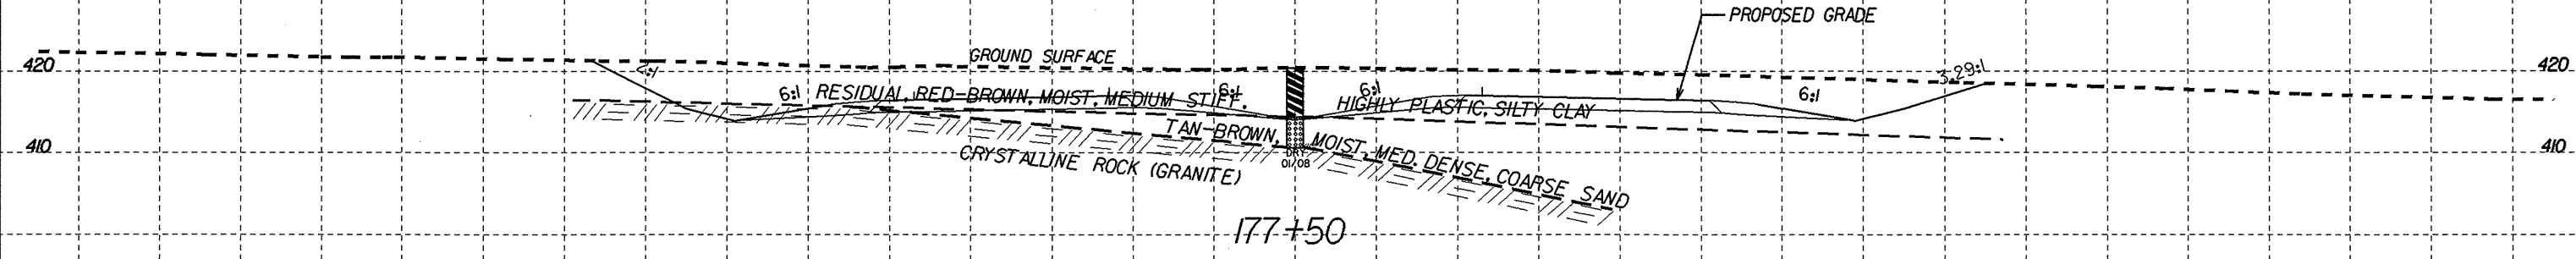 PROPOSED GRADE
GROUND SURFACE
420 2:1 3.29:1 420
6:1 RESIDUAL, RED-BROWN, MOIST, MEDIUM STIFF, 6:1 6:1 HIGHLY PLASTIC, SILTY CLAY 6:1
TAN-BROWN, MOIST, MED. DENSE, COARSE SAND
410 DRY 410
01/08
CRYSTALLINE ROCK (GRANITE)
177+50